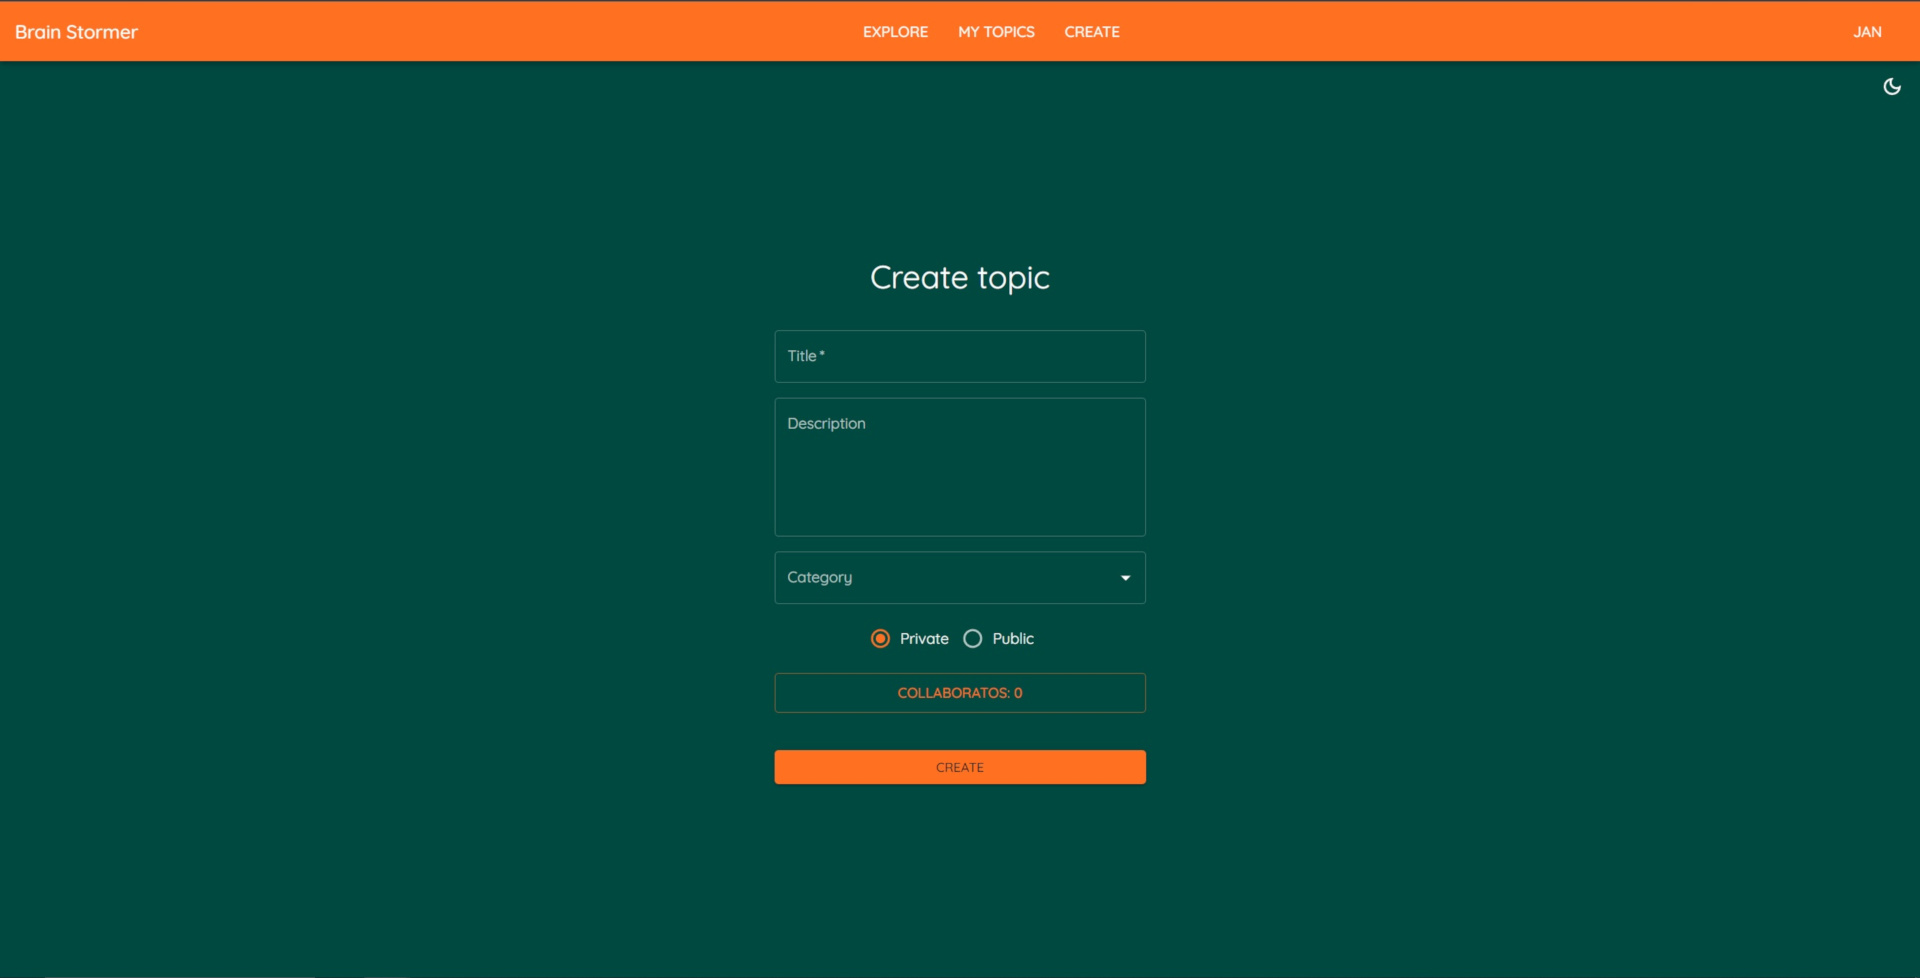 Brain Stormer
EXPLORE MY TOPICS CREATE
JAN
Create topic
Title *
Description
Category
Private Public
COLLABORATOS: 0
CREATE